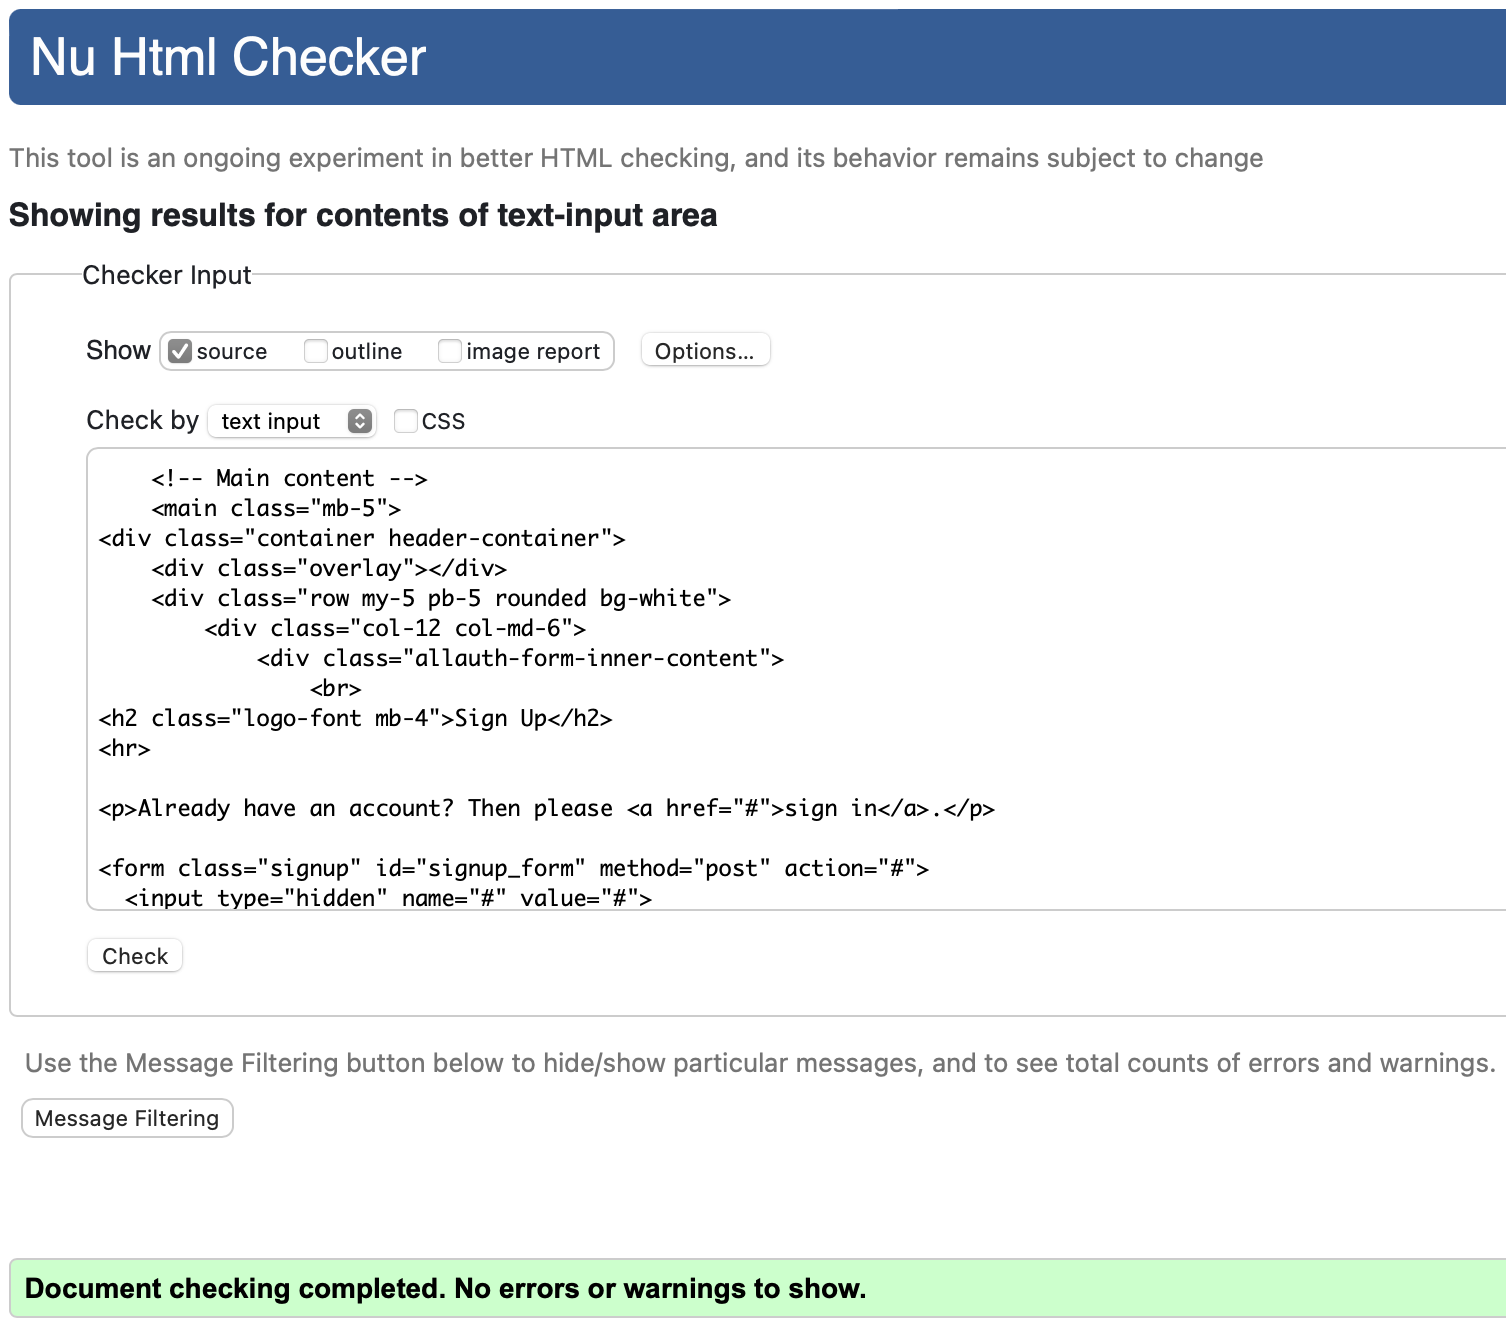 Nu Html Checker
This tool is an ongoing experiment in better HTML checking, and its behavior remains subject to change
Showing results for contents of text-input area
Checker Input
Show source outline image report Options...
Check by text input CSS
    <!-- Main content -->
    <main class="mb-5">
<div class="container header-container">
    <div class="overlay"></div>
    <div class="row my-5 pb-5 rounded bg-white">
        <div class="col-12 col-md-6">
            <div class="allauth-form-inner-content">
                <br>
<h2 class="logo-font mb-4">Sign Up</h2>
<hr>
<p>Already have an account? Then please <a href="#">sign in</a>.</p>
<form class="signup" id="signup_form" method="post" action="#">
  <input type="hidden" name="#" value="#">
Check
Use the Message Filtering button below to hide/show particular messages, and to see total counts of errors and warnings.
Message Filtering
Document checking completed. No errors or warnings to show.